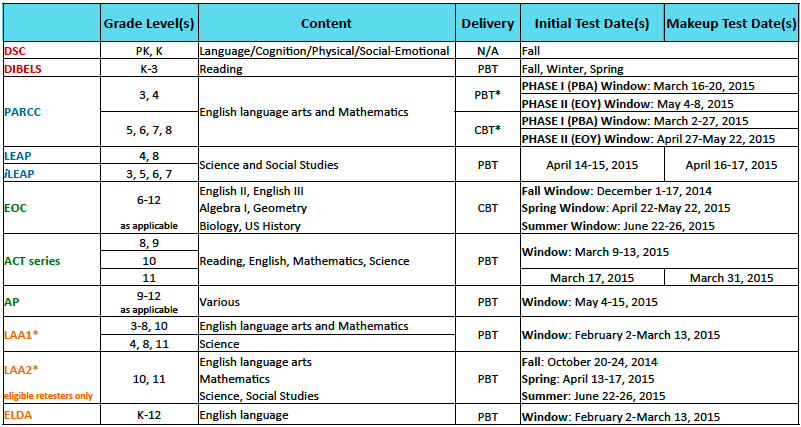 Grade Level(s) Content Delivery Initial Test Date(s) Makeup Test Date(s)
DSC PK, K Language/Cognition/Physical/Social-Emotional N/A Fall
DIBELS K-3 Reading PBT Fall, Winter, Spring
PARCC English language arts and Mathematics
3, 4 PBT* PHASE I (PBA) Window: March 16-20, 2015
PHASE II (EOY) Window: May 4-8, 2015
5, 6, 7, 8 CBT* PHASE I (PBA) Window: March 2-27, 2015
PHASE II (EOY) Window: April 27-May 22, 2015
LEAP 4, 8
Science and Social Studies PBT April 14-15, 2015 April 16-17, 2015
iLEAP 3, 5, 6, 7
English II, English III Fall Window: December 1-17, 2014
EOC 6-12 Algebra I, Geometry CBT Spring Window: April 22-May 22, 2015
as applicable Biology, US History Summer Window: June 22-26, 2015
8, 9 Window: March 9-13, 2015
ACT series 10 Reading, English, Mathematics, Science PBT
11 March 17, 2015 March 31, 2015
AP 9-12 Various PBT Window: May 4-15, 2015
as applicable
LAA1* 3-8, 10 English language arts and Mathematics PBT Window: February 2-March 13, 2015
4, 8, 11 Science
LAA2* English language arts Fall: October 20-24, 2014
10, 11 Mathematics PBT Spring: April 13-17, 2015
eligible retesters only Science, Social Studies Summer: June 22-26, 2015
ELDA K-12 English language PBT Window: February 2-March 13, 2015